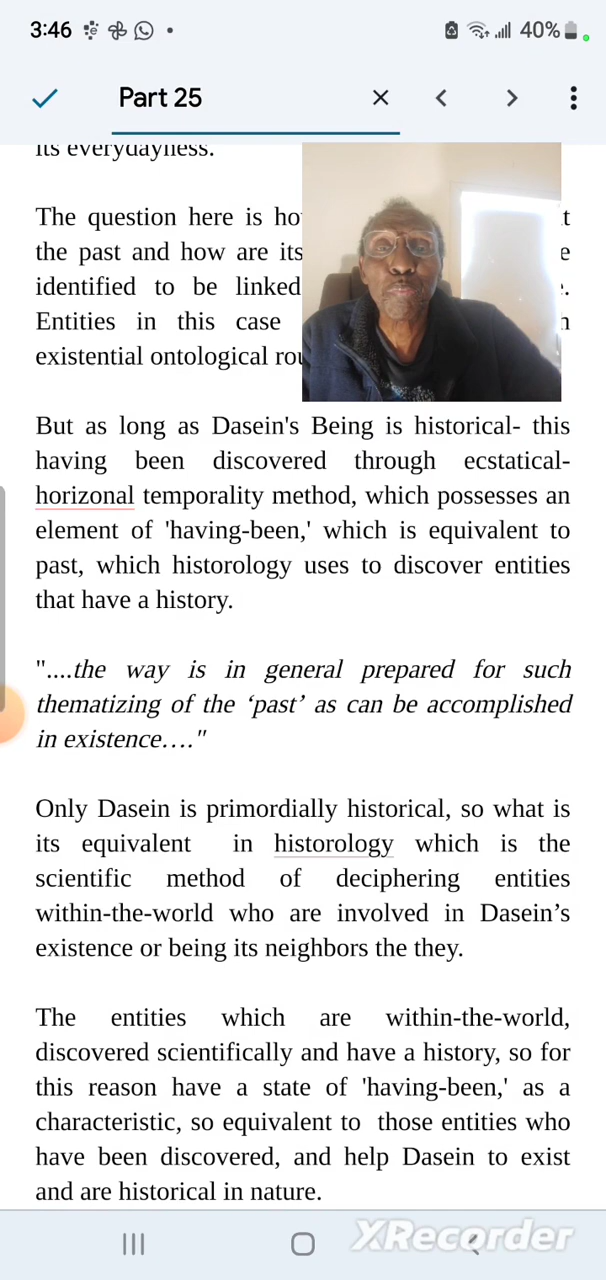 3:46
40%
Part 25
its everydayness.
The question here is
t
the past and how are its
e
identified to be linked
Entities in this case
existential ontological
But as long as Dasein's Being is historical- this
having been discovered through ecstatical-
horizonal temporality method, which possesses an
element of 'having-been,' which is equivalent to
past, which historology uses to discover entities
that have a history.
"....the way is in general prepared for such
thematizing of the ‘past’ as can be accomplished
in existence…."
Only Dasein is primordially historical, so what is
its equivalent in historology which is the
scientific method of deciphering entities
within-the-world who are involved in Dasein’s
existence or being its neighbors the they.
The entities which are within-the-world,
discovered scientifically and have a history, so for
this reason have a state of 'having-been,' as a
characteristic, so equivalent to those entities who
have been discovered, and help Dasein to exist
and are historical in nature.
XRecorder